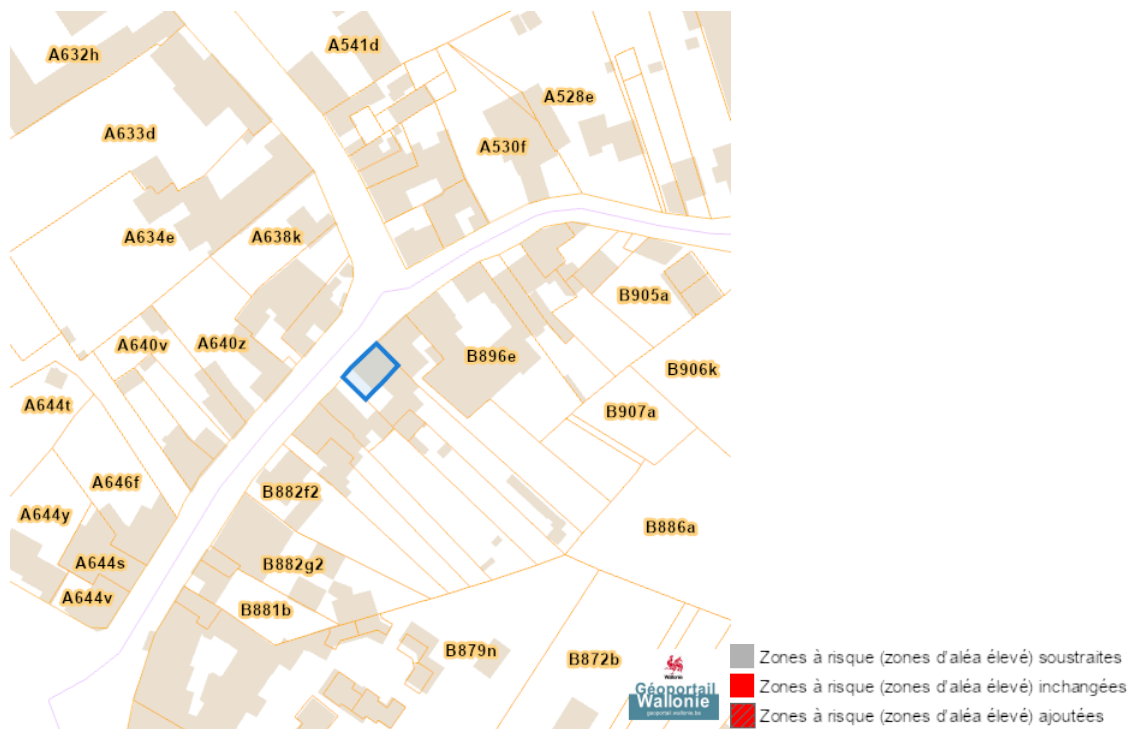 A632h
A541d
A528e
A633d
A530f
A634e
A638k
B905a
A640v
A640z
B896e
B906k
A644t
B907a
A646f
B882f2
A644y
B886a
A644s
B882g2
A644v
B881b
B879n
B872b
Wallonie
Géoportail
Wallonie
geoportail.wallonie.be
Zones à risque (zones d'aléa élevé) soustraites
Zones à risque (zones d'aléa élevé) inchangées
Zones à risque (zones d'aléa élevé) ajoutées